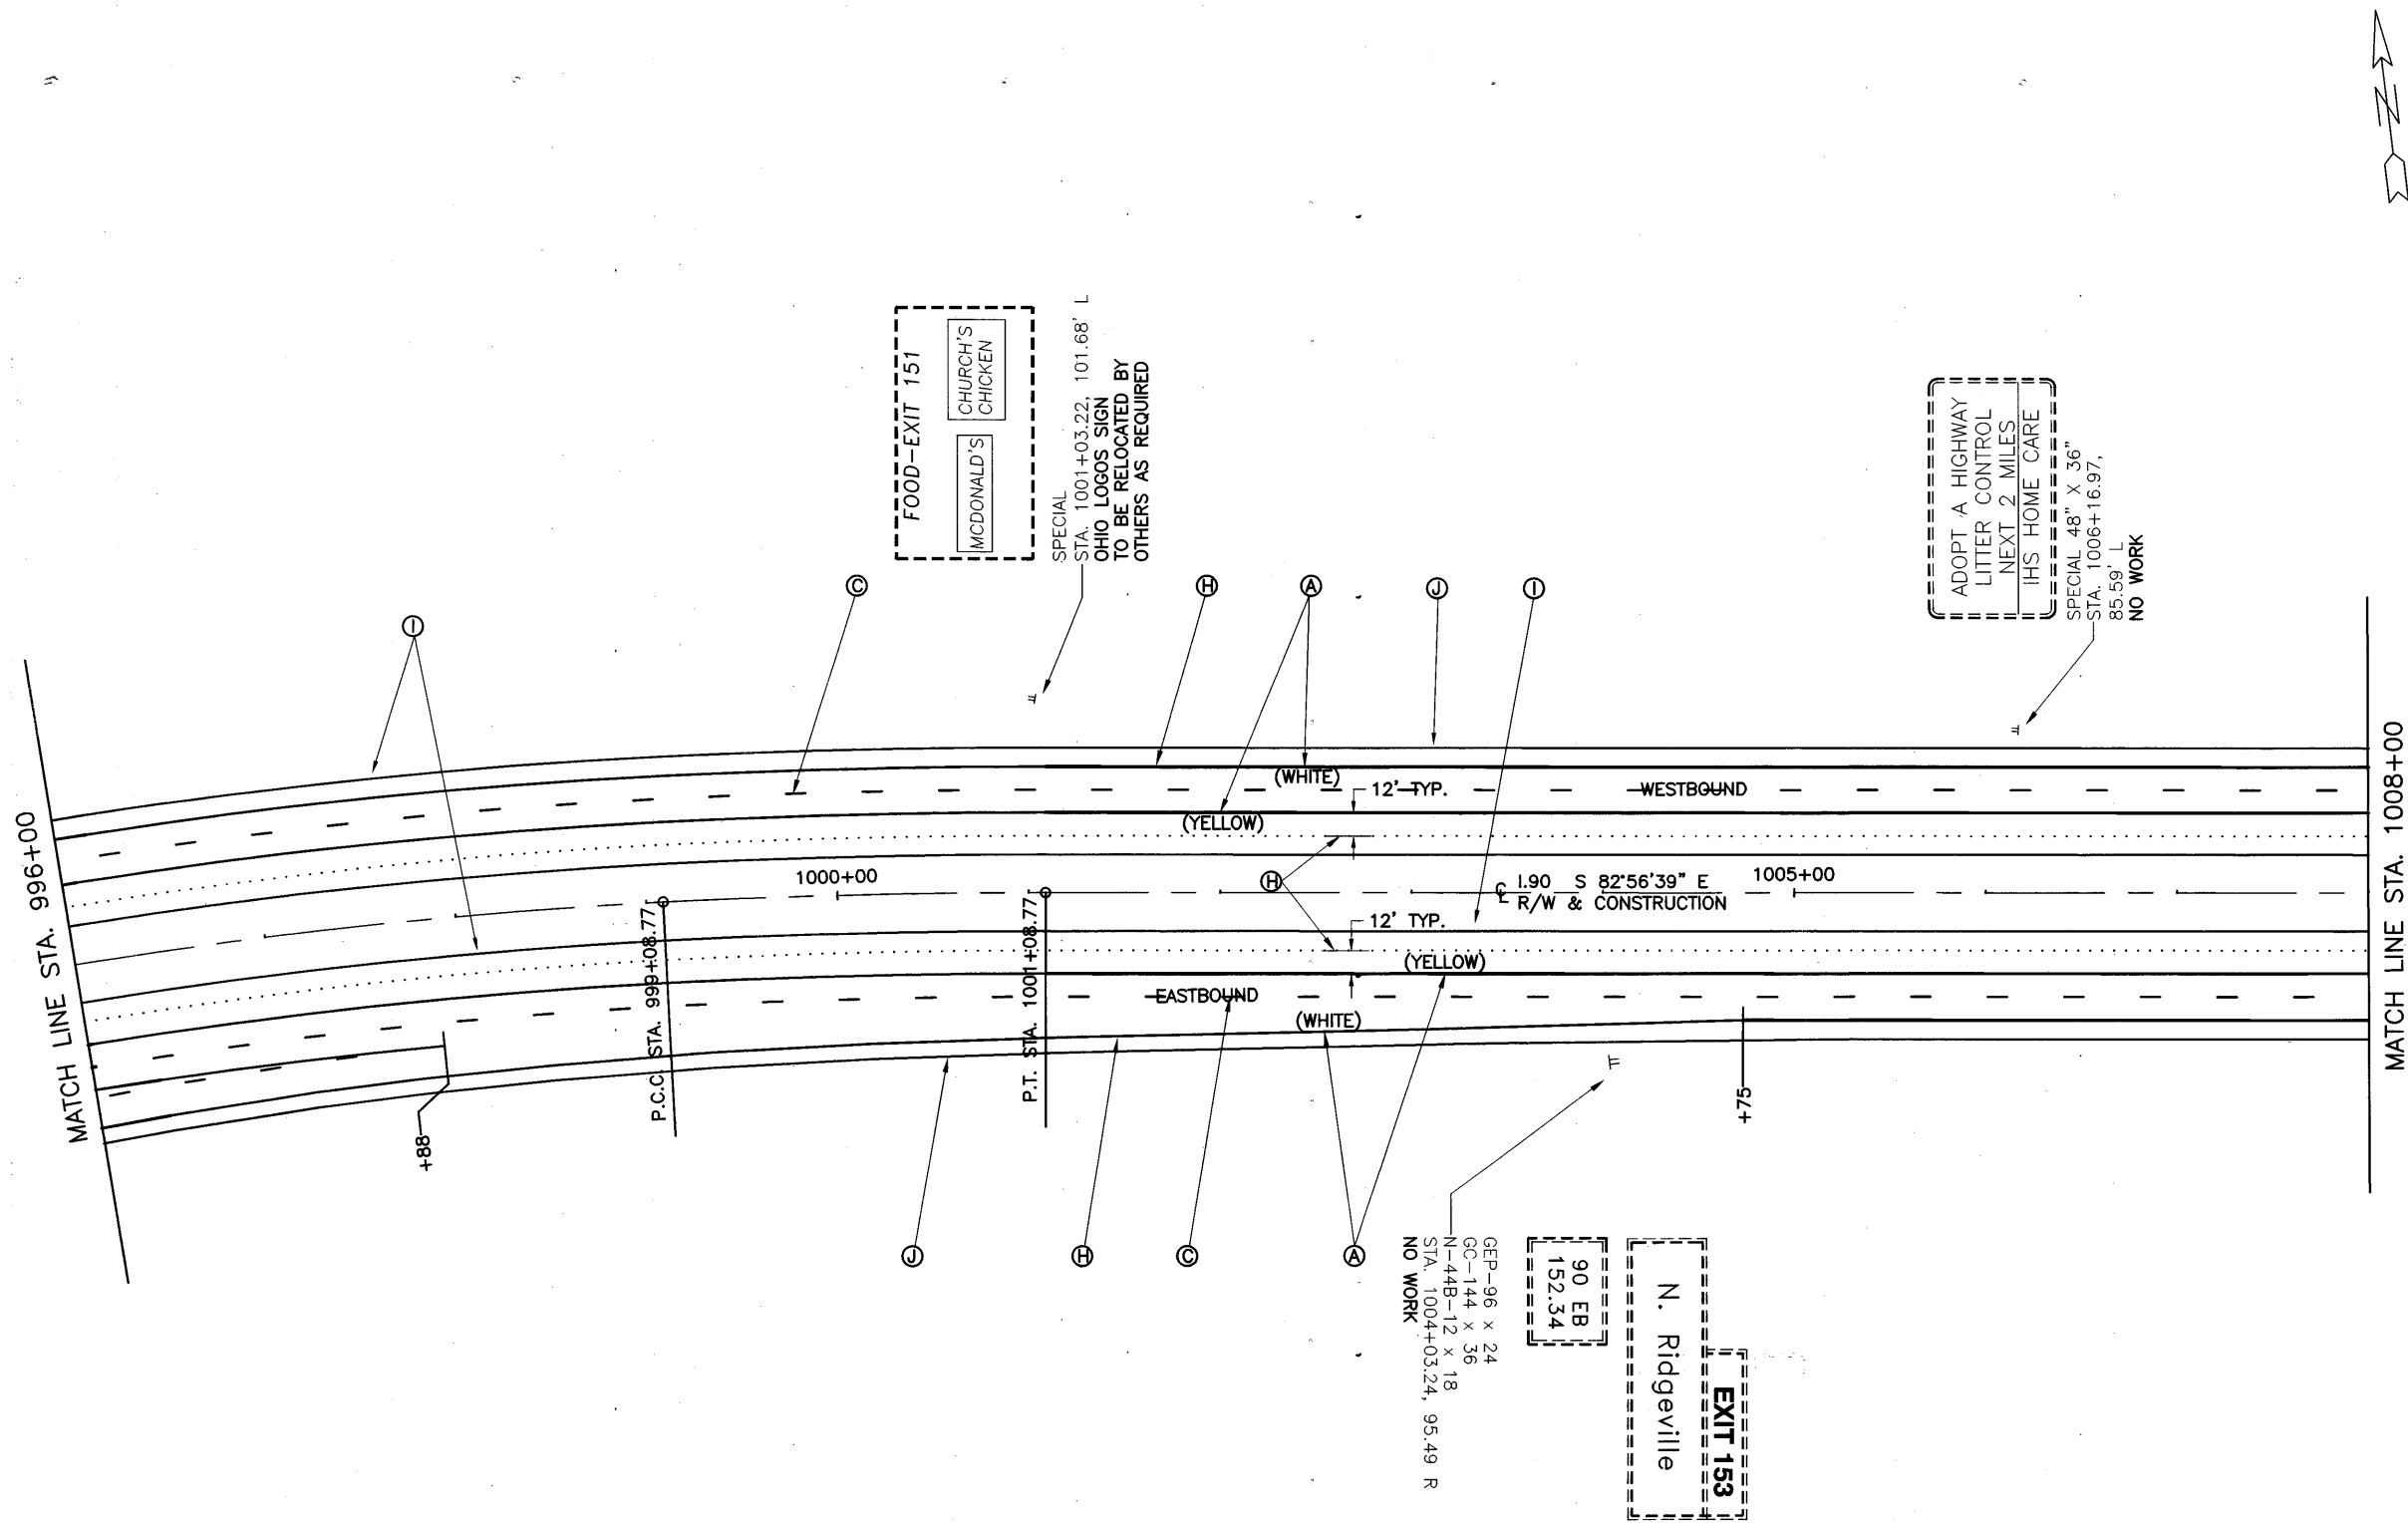 FOOD-EXIT 151
MCDONALD'S
CHURCH'S
CHICKEN
SPECIAL
STA. 1001+03.22, 101.68' L
OHIO LOGOS SIGN
TO BE RELOCATED BY
OTHERS AS REQUIRED
ADOPT A HIGHWAY
LITTER CONTROL
NEXT 2 MILES
IHS HOME CARE
SPECIAL 48" X 36"
STA. 1006+16.97,
85.59' L
NO WORK
N
I
C
H
A
J
I
MATCH LINE STA. 996+00
(WHITE)
12' TYP.
WESTBOUND
(YELLOW)
1000+00
H
℄ I.90 S 82°56'39" E
R/W & CONSTRUCTION
1005+00
P.C.C. STA. 999+08.77
P.T. STA. 1001+08.77
12' TYP.
(YELLOW)
EASTBOUND
(WHITE)
+88
+75
MATCH LINE STA. 1008+00
J
H
C
A
GEP-96 x 24
GC-144 x 36
N-44B-12 x 18
STA. 1004+03.24, 95.49 R
NO WORK
90 EB
152.34
EXIT 153
N. Ridgeville